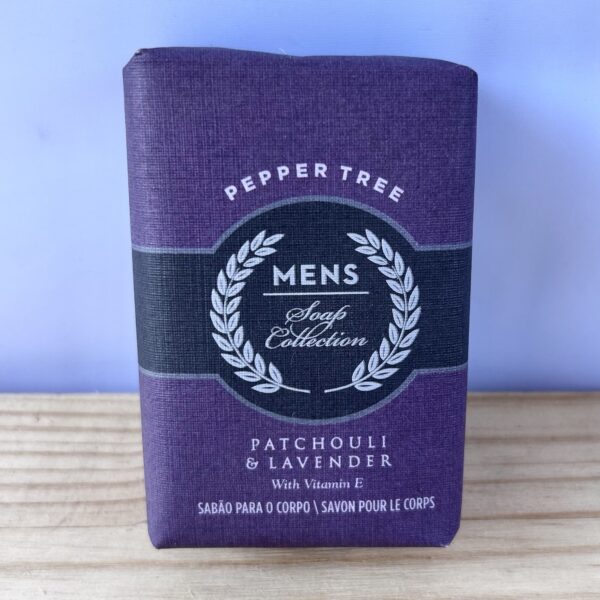 PEPPER TREE
MENS
Soap
Collection
PATCHOULI
& LAVENDER
With Vitamin E
SABÃO PARA O CORPO \ SAVON POUR LE CORPS